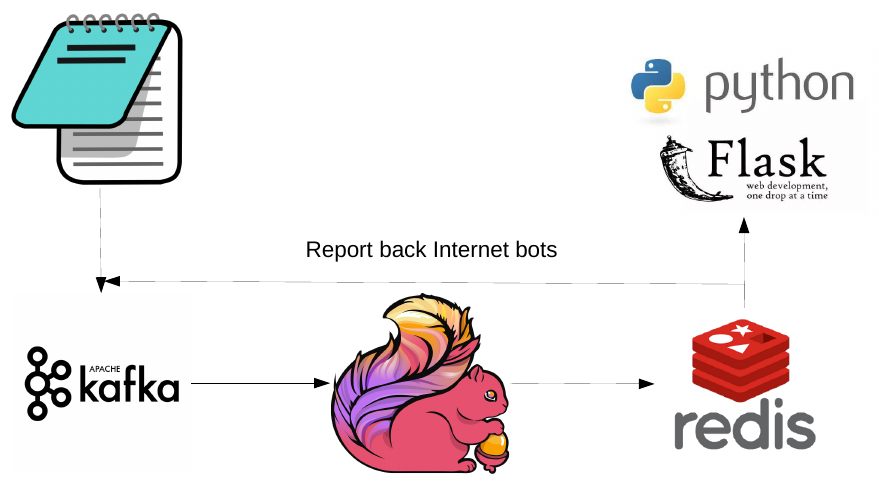 python
Flask
web development,
one drop at a time
Report back Internet bots
APACHE
kafka
redis